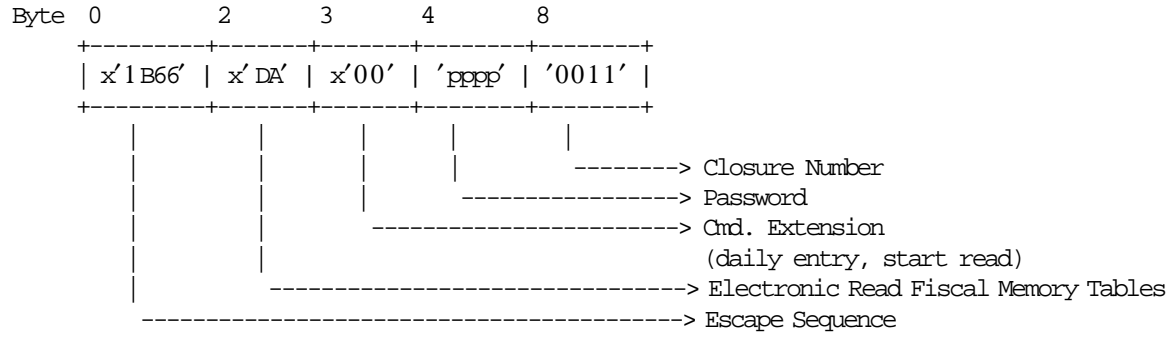 Byte 0 2 3 4 8
+---------+-------+-------+--------+--------+
| x'1B66' | x'DA' | x'00' | 'pppp' | '0011' |
+---------+-------+-------+--------+--------+
| | | | |
| | | | --------> Closure Number
| | | -----------------> Password
| | ------------------------> Cmd. Extension
| | (daily entry, start read)
| --------------------------------> Electronic Read Fiscal Memory Tables
------------------------------------------> Escape Sequence